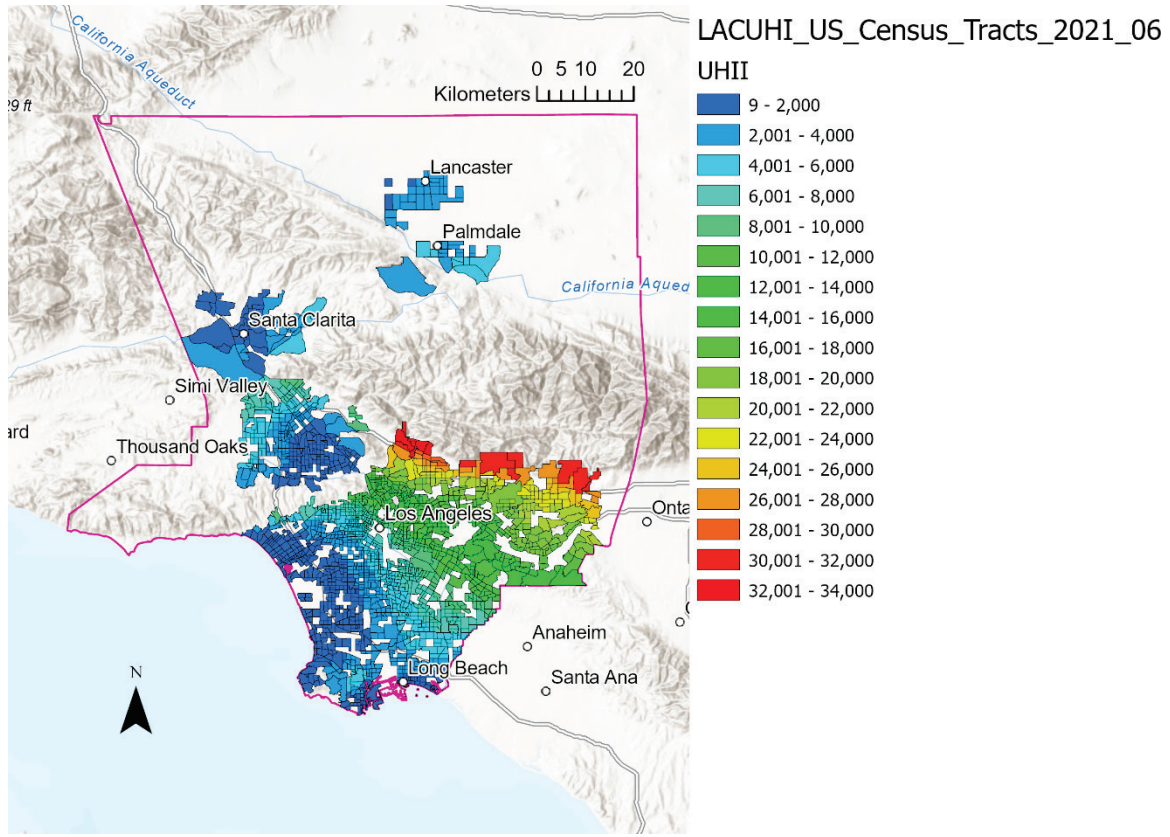 LACUHI_US_Census_Tracts_2021_06
UHII
9 - 2,000
2,001 - 4,000
4,001 - 6,000
6,001 - 8,000
8,001 - 10,000
10,001 - 12,000
12,001 - 14,000
14,001 - 16,000
16,001 - 18,000
18,001 - 20,000
20,001 - 22,000
22,001 - 24,000
24,001 - 26,000
26,001 - 28,000
28,001 - 30,000
30,001 - 32,000
32,001 - 34,000
0 5 10 20
Kilometers
California Aqueduct
29 ft
Lancaster
Palmdale
California Aqued
Santa Clarita
Simi Valley
ard
Thousand Oaks
Los Angeles
Onta
Anaheim
Long Beach
Santa Ana
N